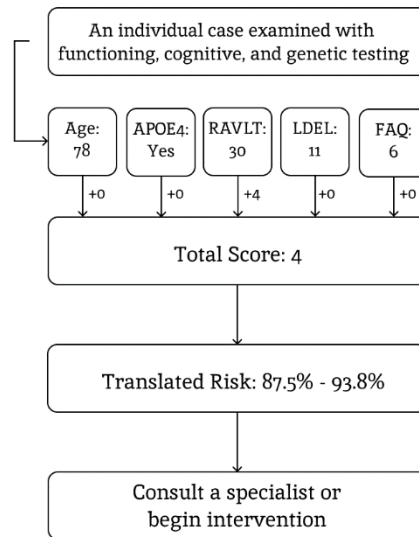 An individual case examined with
functioning, cognitive, and genetic testing
Age:
78
APOE4:
Yes
RAVLT:
30
LDEL:
11
FAQ:
6
+0
+0
+4
+0
+0
Total Score: 4
Translated Risk: 87.5% - 93.8%
Consult a specialist or
begin intervention